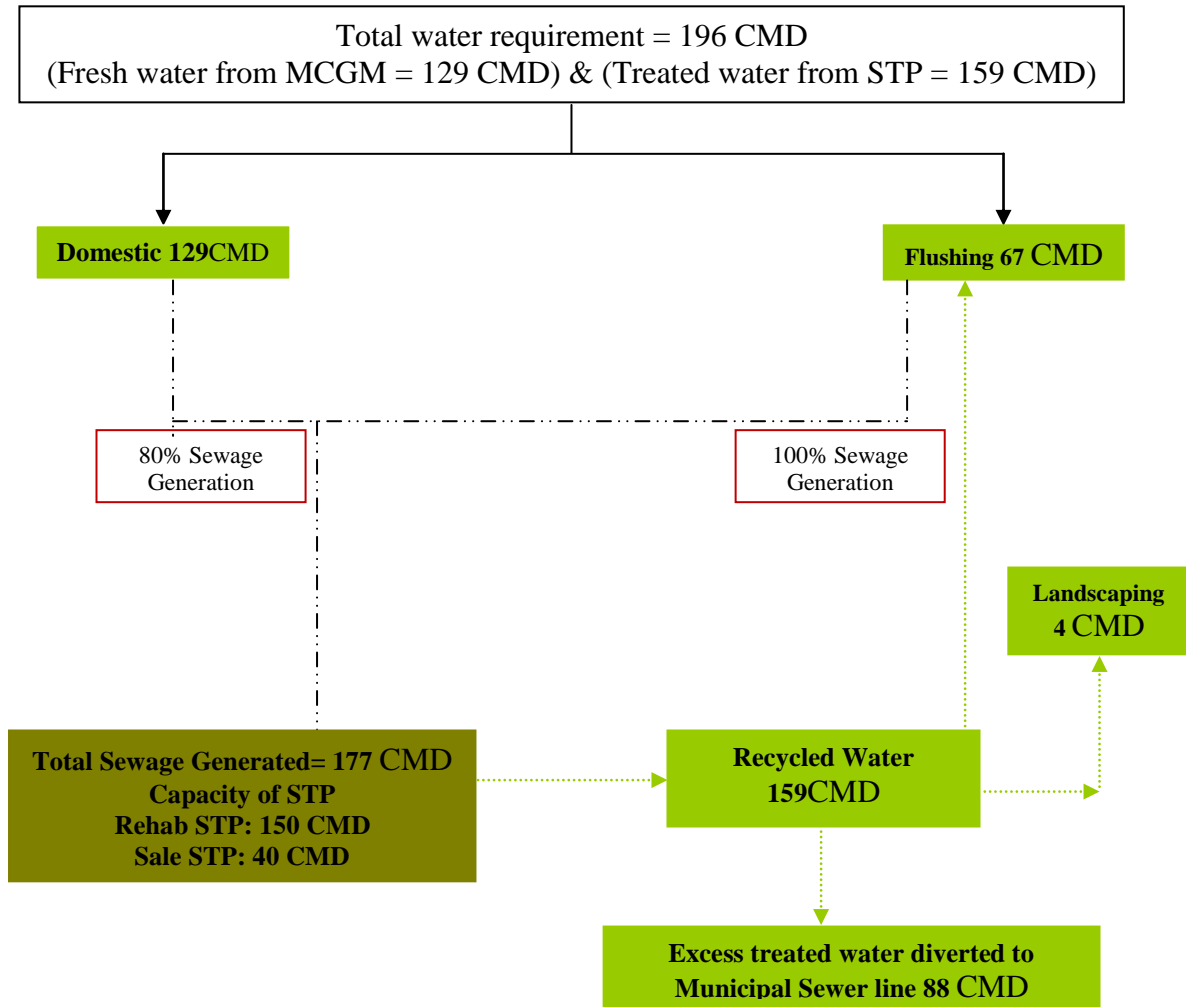 Total water requirement = 196 CMD
(Fresh water from MCGM = 129 CMD) & (Treated water from STP = 159 CMD)
Domestic 129CMD
Flushing 67 CMD
80% Sewage
Generation
100% Sewage
Generation
Landscaping
4 CMD
Total Sewage Generated= 177 CMD
Capacity of STP
Rehab STP: 150 CMD
Sale STP: 40 CMD
Recycled Water
159CMD
Excess treated water diverted to
Municipal Sewer line 88 CMD